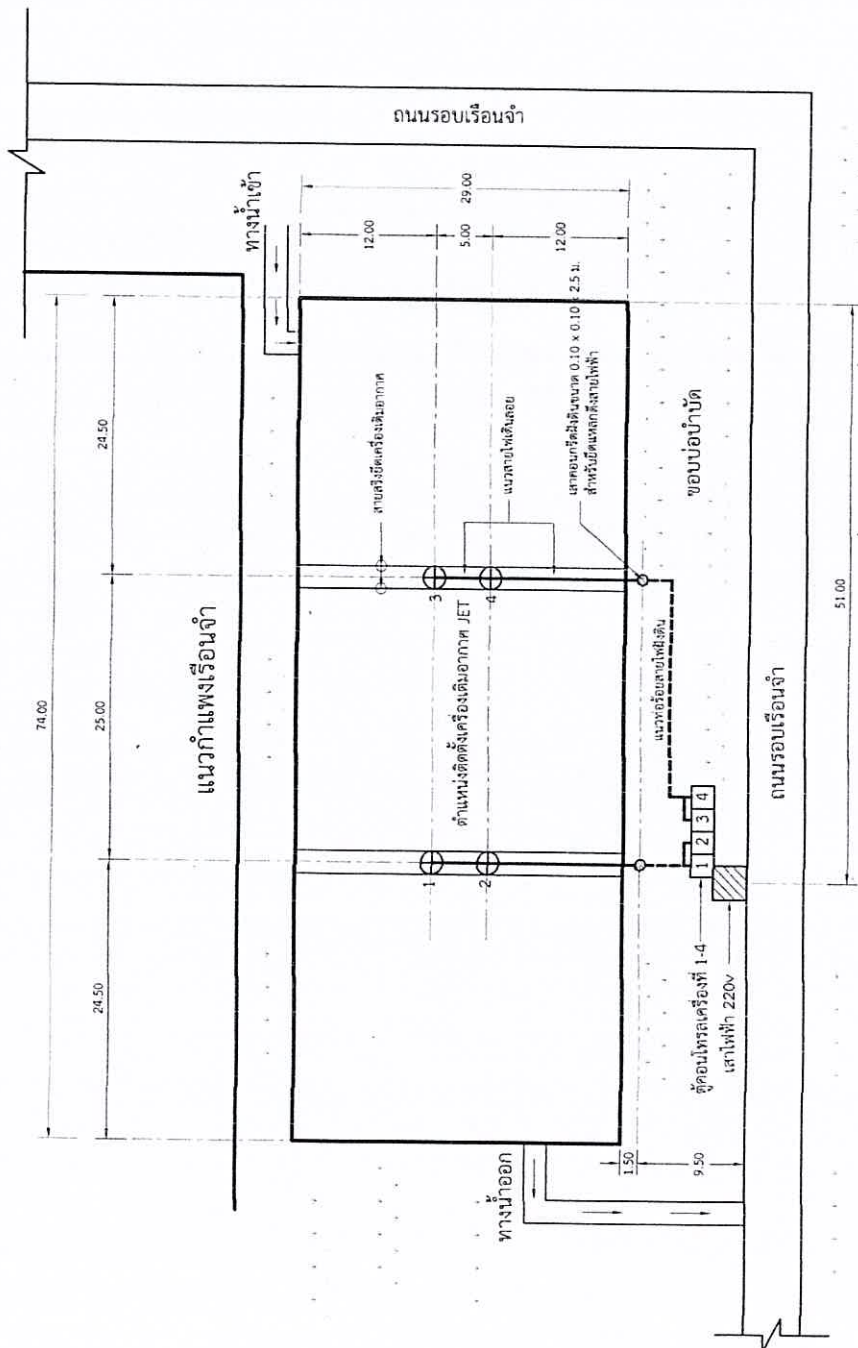 ถนนรอบเรือนจำ
ทางน้ำเข้า
29.00
12.00
5.00
12.00
74.00
24.50
25.00
24.50
แนวกำแพงเรือนจำ
สายสลิงยึดเครื่องเติมอากาศ
แนวสายไฟเดินลอย
เสาคอนกรีตฝังดินขนาด 0.10 x 0.10 x 2.5 ม.
สำหรับยึดแหลกดึงสายไฟฟ้า
ขอบบ่อบำบัด
3
4
ตำแหน่งติดตั้งเครื่องเติมอากาศ JET
1
2
แนวท่อร้อยสายไฟฝังดิน
1 2 3 4
51.00
ถนนรอบเรือนจำ
ตู้คอนโทรลเครื่องที่ 1-4
เสาไฟฟ้า 220v
1.50
9.50
ทางน้ำออก